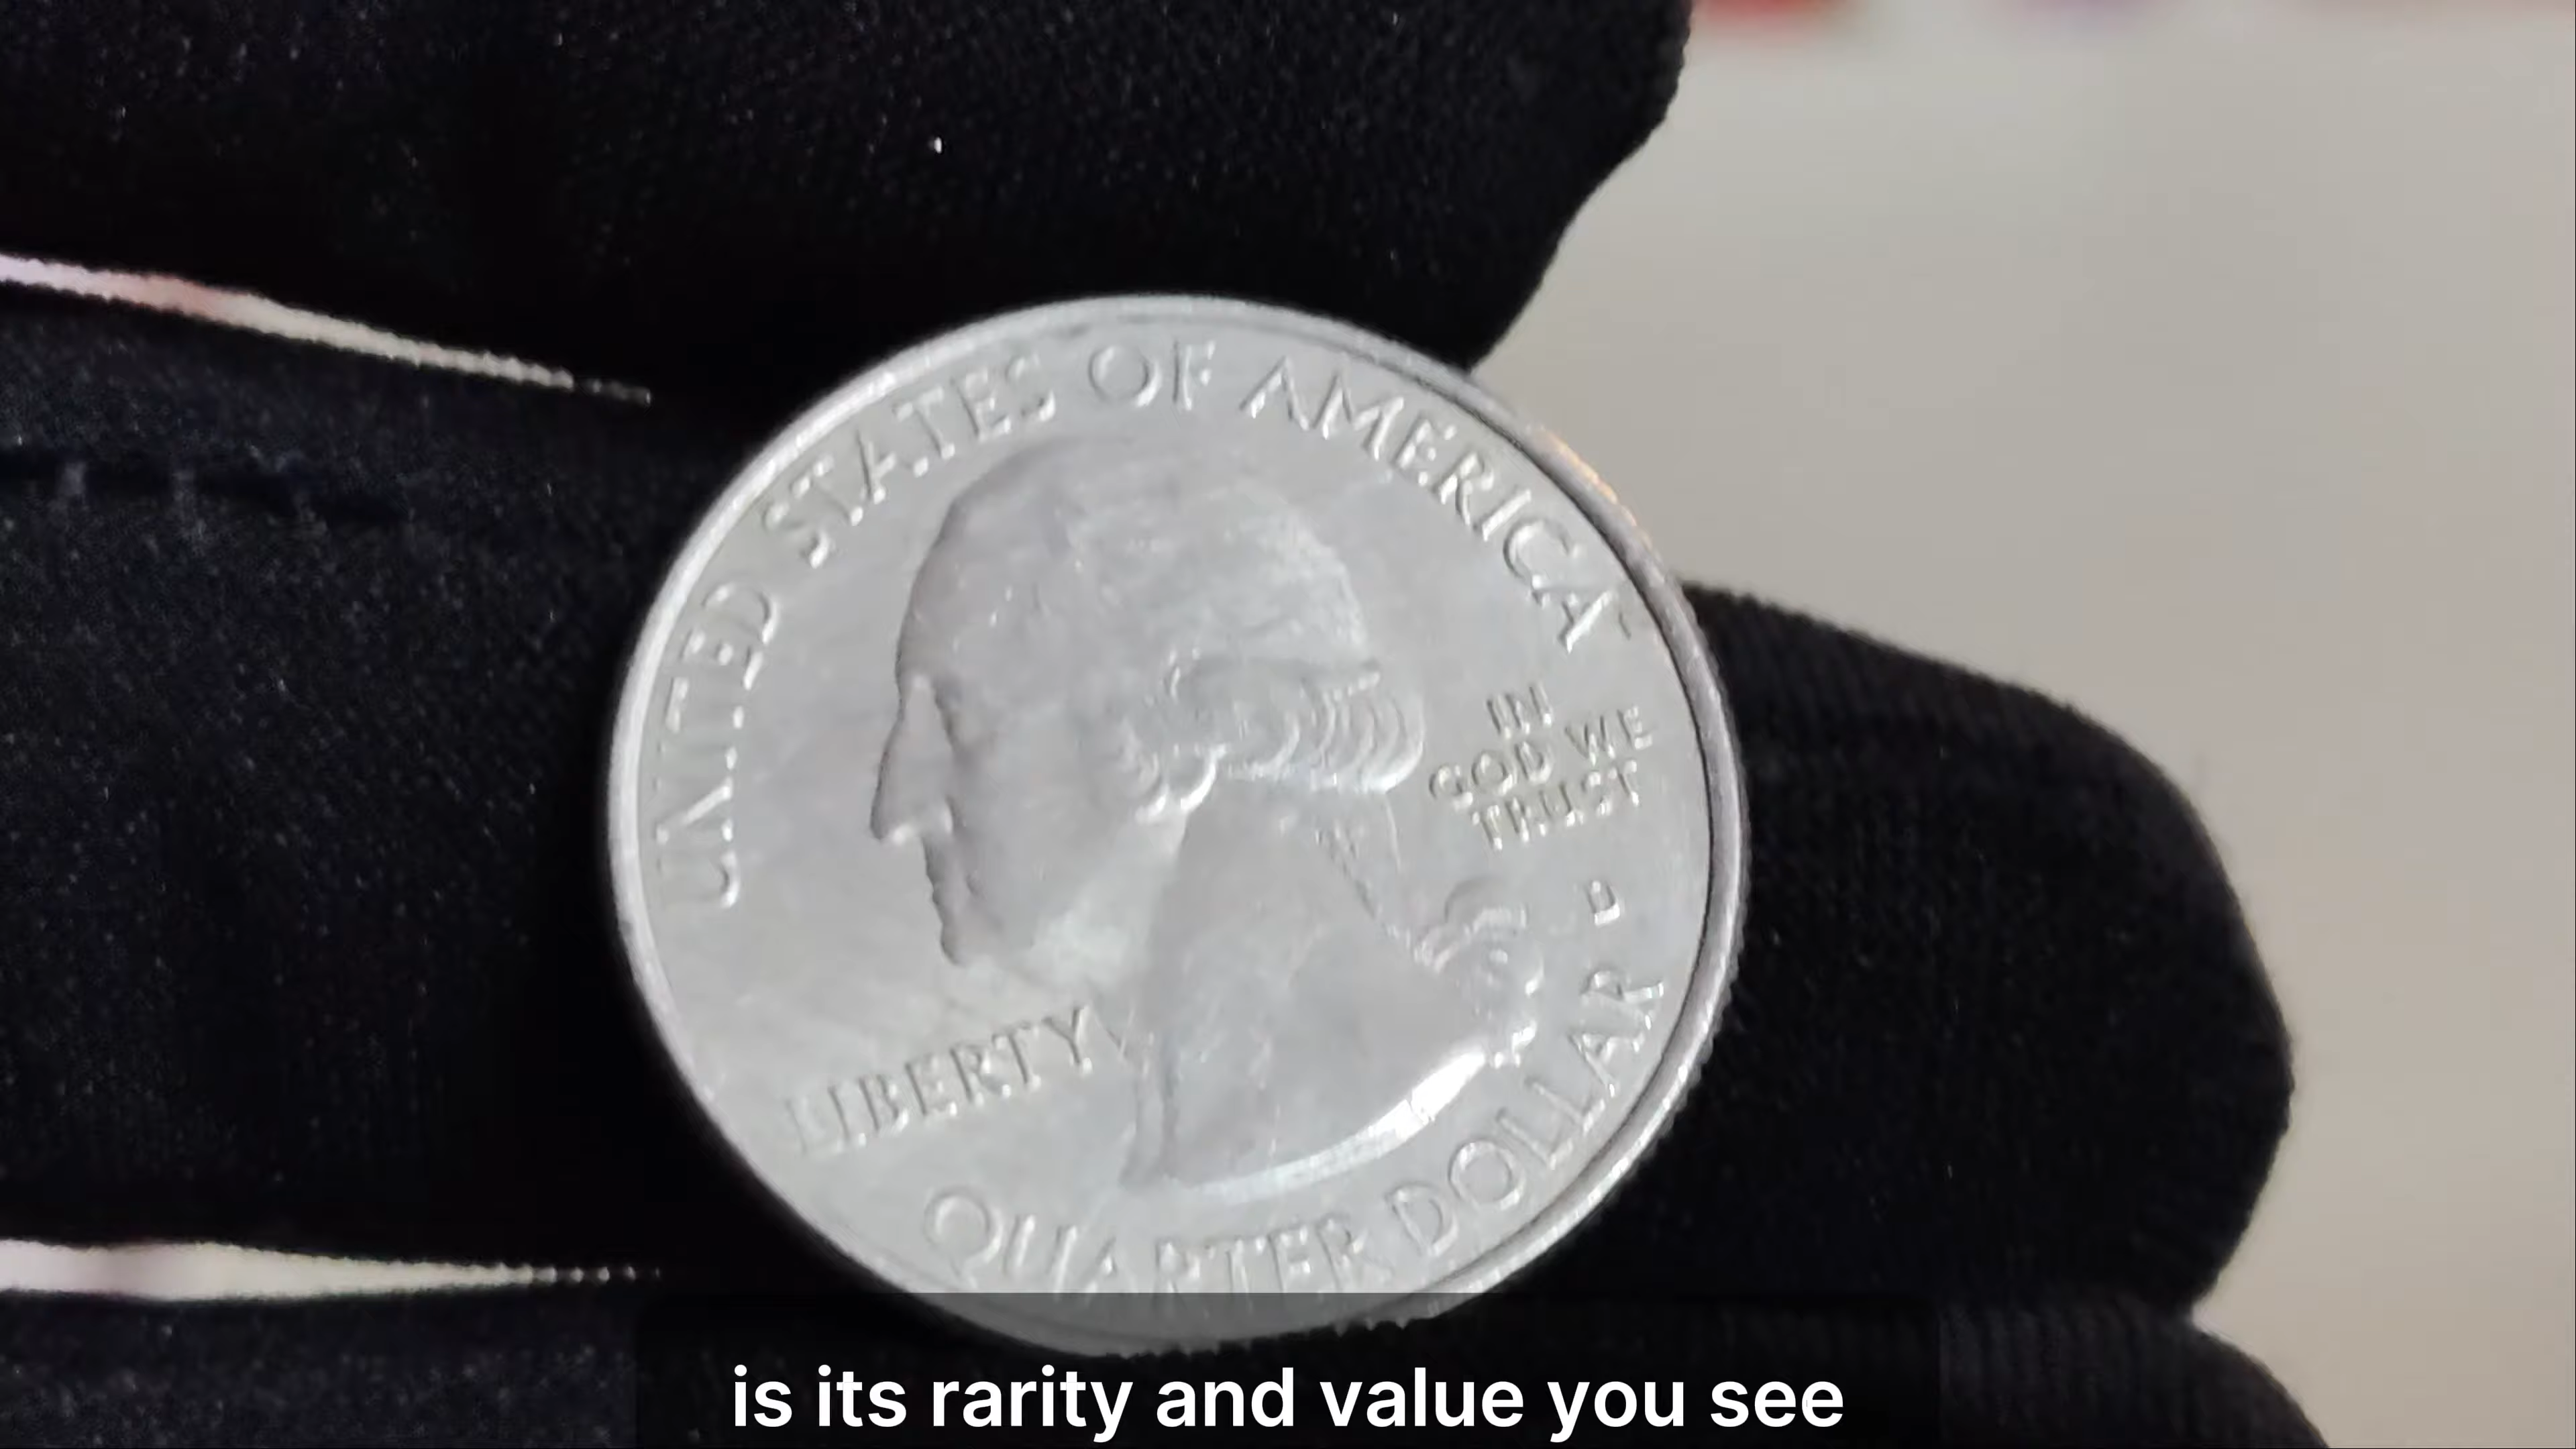 UNITED STATES OF AMERICA
IN
GOD WE
TRUST
D
LIBERTY
QUARTER DOLLAR
is its rarity and value you see